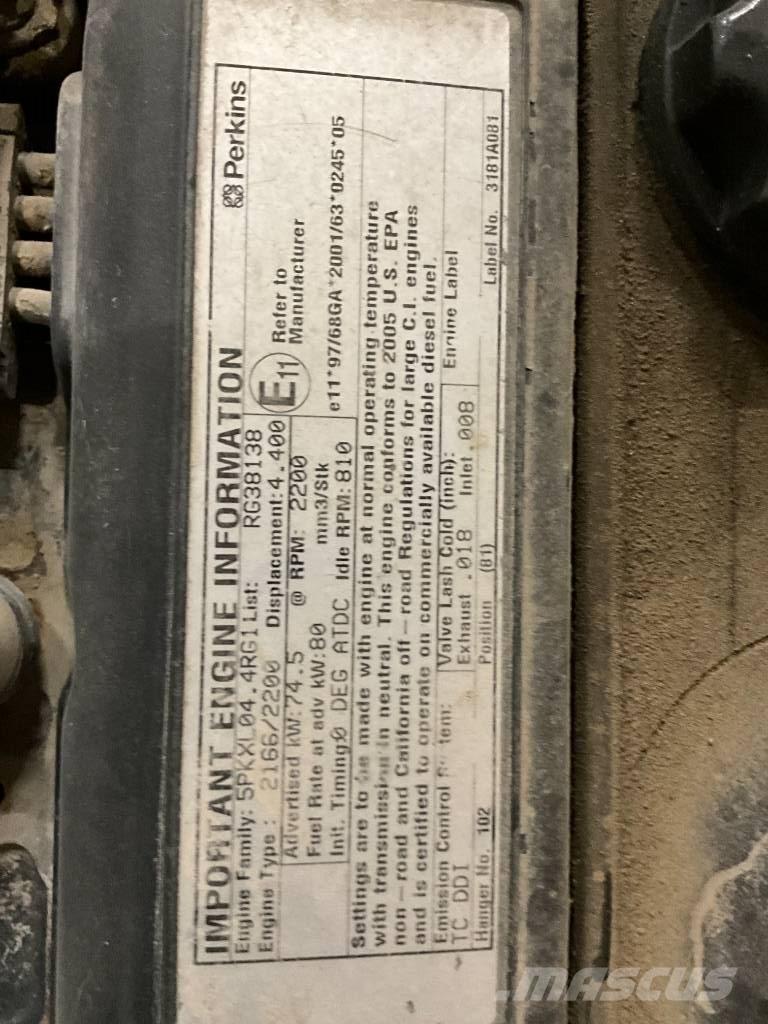 IMPORTANT ENGINE INFORMATION
Perkins
Engine Family: 5PKXL04.4RG1 List: RG38138
Engine Type : 2166/2200 Displacement: 4.400
E11 Refer to Manufacturer
Advertised kW: 74.5 @ RPM: 2200
Fuel Rate at adv kW: 80 mm3/Stk
Init. Timing: 0 DEG ATDC Idle RPM: 810
e11*97/68GA*2001/63*0245*05
Settings are to be made with engine at normal operating temperature
with transmission in neutral. This engine conforms to 2005 U.S. EPA
non-road and California off-road Regulations for large C.I. engines
and is certified to operate on commercially available diesel fuel.
Emission Control tem: Valve Lash Cold (inch): Engine Label
TC DDI Exhaust .018 Inlet .008
Hanger No. 102 Position (81) Label No. 3181A081
MASCUS